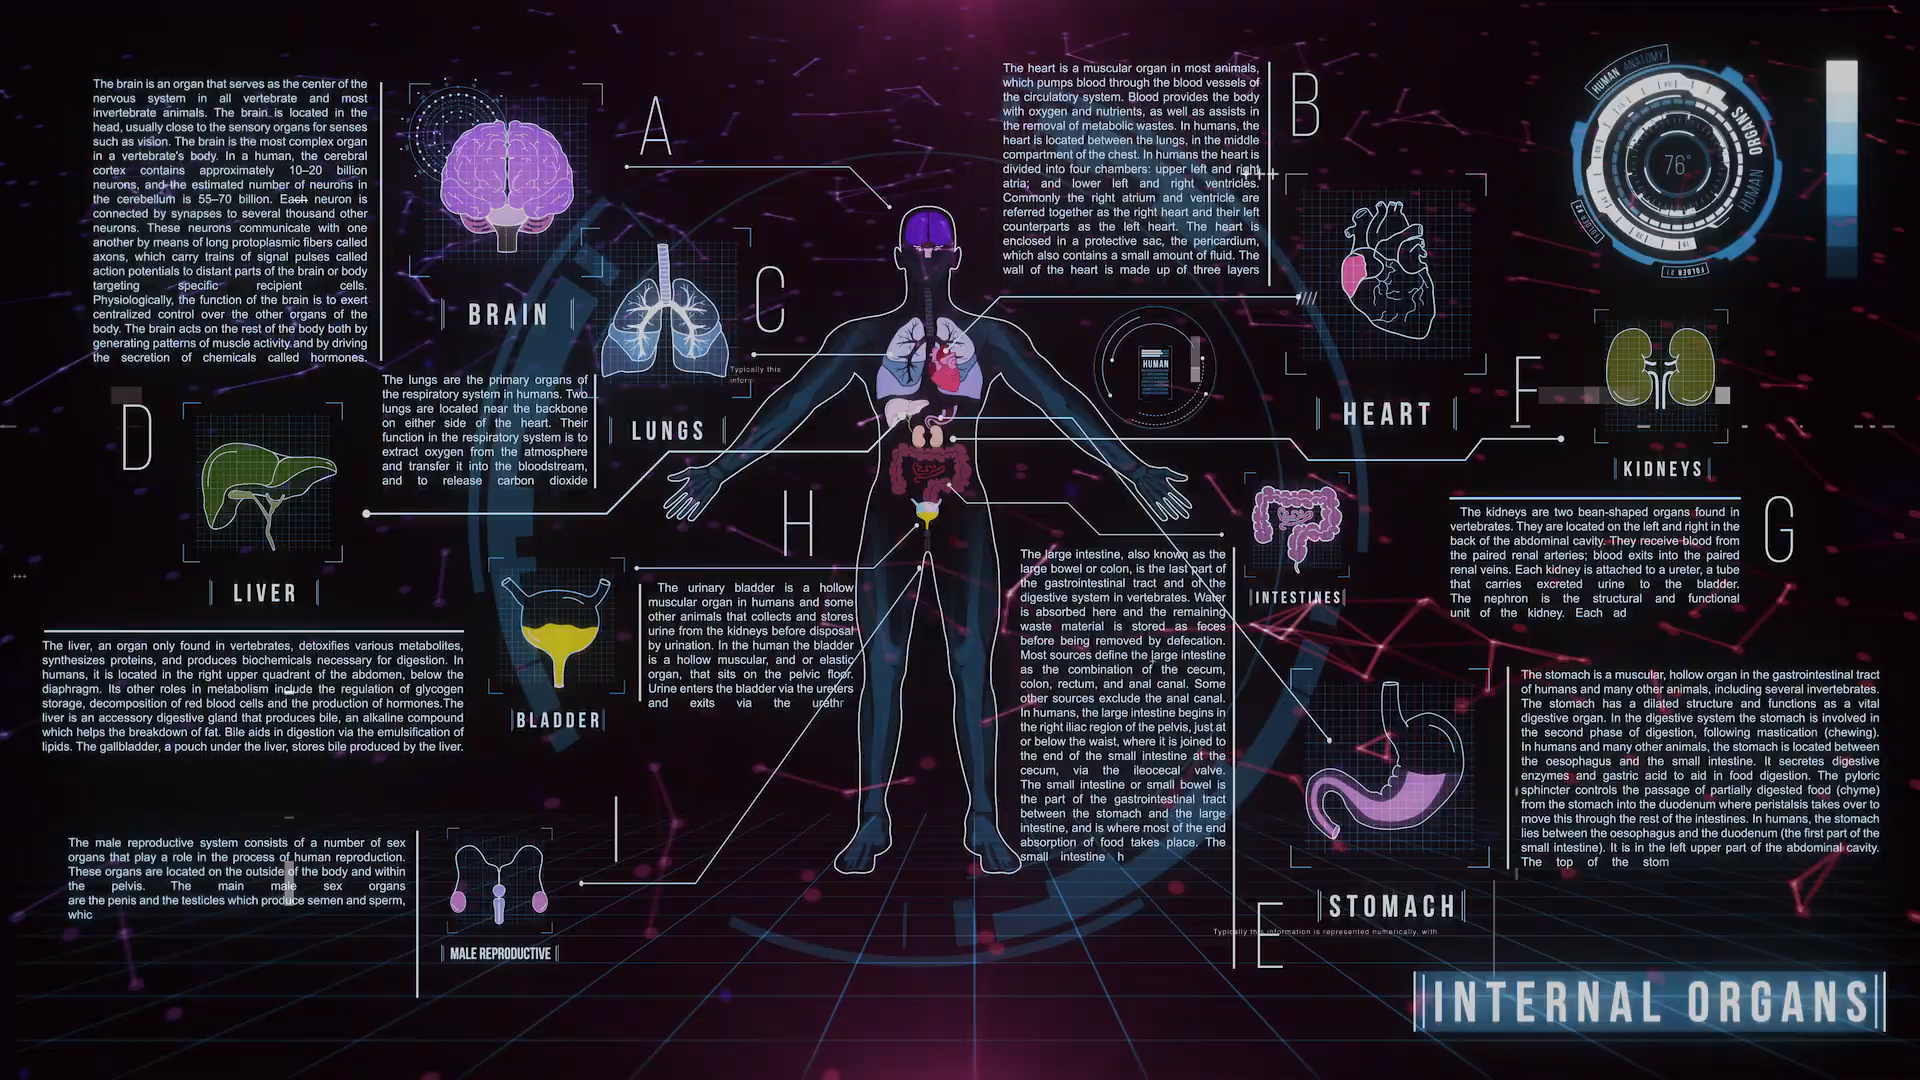 The brain is an organ that serves as the center of the
nervous system in all vertebrate and most
invertebrate animals. The brain is located in the
head, usually close to the sensory organs for senses
such as vision. The brain is the most complex organ
in a vertebrate's body. In a human, the cerebral
cortex contains approximately 10–20 billion
neurons, and the estimated number of neurons in
the cerebellum is 55–70 billion. Each neuron is
connected by synapses to several thousand other
neurons. These neurons communicate with one
another by means of long protoplasmic fibers called
axons, which carry trains of signal pulses called
action potentials to distant parts of the brain or body
targeting specific recipient cells.
Physiologically, the function of the brain is to exert
centralized control over the other organs of the
body. The brain acts on the rest of the body both by
generating patterns of muscle activity and by driving
the secretion of chemicals called hormones.
BRAIN
A
The heart is a muscular organ in most animals,
which pumps blood through the blood vessels of
the circulatory system. Blood provides the body
with oxygen and nutrients, as well as assists in
the removal of metabolic wastes. In humans, the
heart is located between the lungs, in the middle
compartment of the chest. In humans the heart is
divided into four chambers: upper left and right
atria; and lower left and right ventricles.
Commonly the right atrium and ventricle are
referred together as the right heart and their left
counterparts as the left heart. The heart is
enclosed in a protective sac, the pericardium,
which also contains a small amount of fluid. The
wall of the heart is made up of three layers
B
HEART
HUMAN ANATOMY
ORGANS
HUMAN
76°
FOLDER 02
FOLDER 01
C
Typically this
inform
The lungs are the primary organs of
the respiratory system in humans. Two
lungs are located near the backbone
on either side of the heart. Their
function in the respiratory system is to
extract oxygen from the atmosphere
and transfer it into the bloodstream,
and to release carbon dioxide
LUNGS
HUMAN
F
KIDNEYS
The kidneys are two bean-shaped organs found in
vertebrates. They are located on the left and right in the
back of the abdominal cavity. They receive blood from
the paired renal arteries; blood exits into the paired
renal veins. Each kidney is attached to a ureter, a tube
that carries excreted urine to the bladder.
The nephron is the structural and functional
unit of the kidney. Each ad
G
D
LIVER
The liver, an organ only found in vertebrates, detoxifies various metabolites,
synthesizes proteins, and produces biochemicals necessary for digestion. In
humans, it is located in the right upper quadrant of the abdomen, below the
diaphragm. Its other roles in metabolism include the regulation of glycogen
storage, decomposition of red blood cells and the production of hormones.The
liver is an accessory digestive gland that produces bile, an alkaline compound
which helps the breakdown of fat. Bile aids in digestion via the emulsification of
lipids. The gallbladder, a pouch under the liver, stores bile produced by the liver.
H
BLADDER
The urinary bladder is a hollow
muscular organ in humans and some
other animals that collects and stores
urine from the kidneys before disposal
by urination. In the human the bladder
is a hollow muscular, and or elastic
organ, that sits on the pelvic floor.
Urine enters the bladder via the ureters
and exits via the urethr
INTESTINES
The large intestine, also known as the
large bowel or colon, is the last part of
the gastrointestinal tract and of the
digestive system in vertebrates. Water
is absorbed here and the remaining
waste material is stored as feces
before being removed by defecation.
Most sources define the large intestine
as the combination of the cecum,
colon, rectum, and anal canal. Some
other sources exclude the anal canal.
In humans, the large intestine begins in
the right iliac region of the pelvis, just at
or below the waist, where it is joined to
the end of the small intestine at the
cecum, via the ileocecal valve.
The small intestine or small bowel is
the part of the gastrointestinal tract
between the stomach and the large
intestine, and is where most of the end
absorption of food takes place. The
small intestine h
The stomach is a muscular, hollow organ in the gastrointestinal tract
of humans and many other animals, including several invertebrates.
The stomach has a dilated structure and functions as a vital
digestive organ. In the digestive system the stomach is involved in
the second phase of digestion, following mastication (chewing).
In humans and many other animals, the stomach is located between
the oesophagus and the small intestine. It secretes digestive
enzymes and gastric acid to aid in food digestion. The pyloric
sphincter controls the passage of partially digested food (chyme)
from the stomach into the duodenum where peristalsis takes over to
move this through the rest of the intestines. In humans, the stomach
lies between the oesophagus and the duodenum (the first part of the
small intestine). It is in the left upper part of the abdominal cavity.
The top of the stom
STOMACH
E
Typically this information is represented numerically, with
The male reproductive system consists of a number of sex
organs that play a role in the process of human reproduction.
These organs are located on the outside of the body and within
the pelvis. The main male sex organs
are the penis and the testicles which produce semen and sperm,
whic
I
MALE REPRODUCTIVE
INTERNAL ORGANS